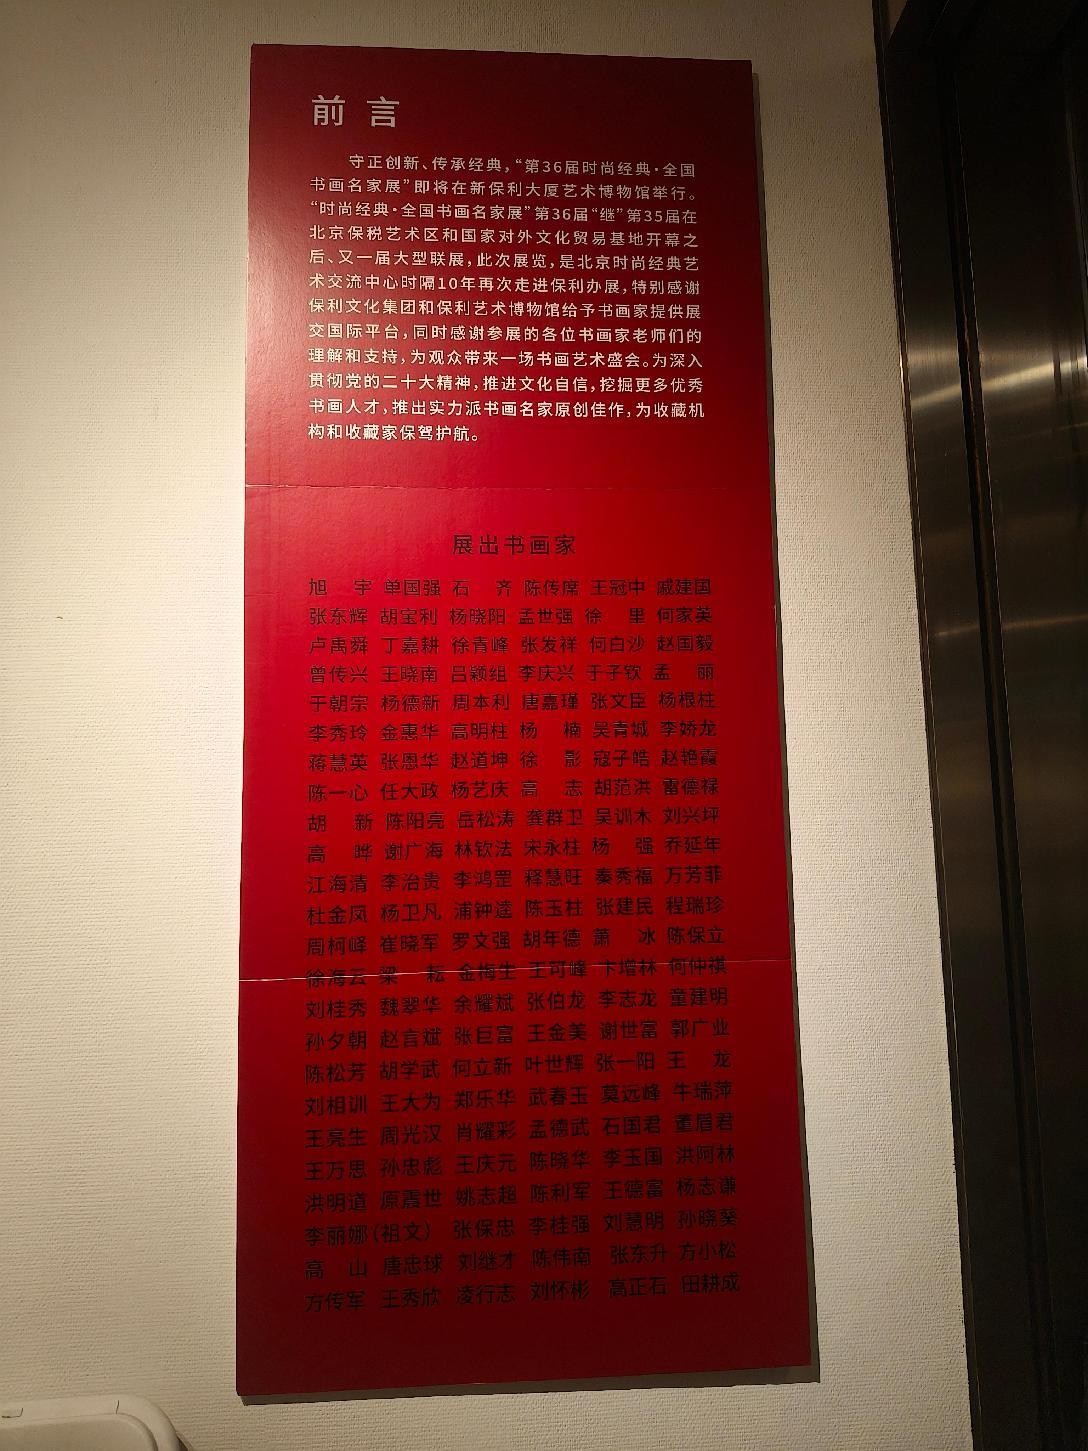 前 言
守正创新、传承经典，“第36届时尚经典·全国
书画名家展”即将在新保利大厦艺术博物馆举行。
“时尚经典·全国书画名家展”第36届“继”第35届在
北京保税艺术区和国家对外文化贸易基地开幕之
后、又一届大型联展，此次展览，是北京时尚经典艺
术交流中心时隔10年再次走进保利办展，特别感谢
保利文化集团和保利艺术博物馆给予书画家提供展
交国际平台，同时感谢参展的各位书画家老师们的
理解和支持，为观众带来一场书画艺术盛会。为深入
贯彻党的二十大精神，推进文化自信，挖掘更多优秀
书画人才，推出实力派书画名家原创佳作，为收藏机
构和收藏家保驾护航。
展出书画家
旭 宇 单国强 石 齐 陈传席 王冠中 戚建国
张东辉 胡宝利 杨晓阳 孟世强 徐 里 何家英
卢禹舜 丁嘉耕 徐青峰 张发祥 何白沙 赵国毅
曾传兴 王晓南 吕颖组 李庆兴 于子钦 孟 丽
于朝宗 杨德新 周本利 唐嘉瑾 张文臣 杨根柱
李秀玲 金惠华 高明柱 杨 楠 吴青城 李娇龙
蒋慧英 张恩华 赵道坤 徐 影 寇子皓 赵艳霞
陈一心 任大政 杨艺庆 高 志 胡范洪 雷德禄
胡 新 陈阳亮 岳松涛 龚群卫 吴训木 刘兴坪
高 晔 谢广海 林钦法 宋永柱 杨 强 乔延年
江海清 李治贵 李鸿罡 释慧旺 秦秀福 万芳菲
杜金凤 杨卫凡 浦钟逵 陈玉柱 张建民 程瑞珍
周柯峄 崔晓军 罗文强 胡年德 萧 冰 陈保立
徐海云 梁 耘 金梅生 王可峰 卞增林 何仲祺
刘桂秀 魏翠华 余耀斌 张伯龙 李志龙 童建明
孙夕朝 赵言斌 张巨富 王金美 谢世富 郭广业
陈松芳 胡学武 何立新 叶世辉 张一阳 王 龙
刘相训 王大为 郑乐华 武春玉 莫远峰 牛瑞萍
王亮生 周光汉 肖耀彩 孟德武 石国君 董眉君
王万思 孙忠彪 王庆元 陈晓华 李玉国 洪阿林
洪明道 原震世 姚志超 陈利军 王德富 杨志谦
李丽娜（祖文） 张保忠 李桂强 刘慧明 孙晓葵
高 山 唐忠球 刘继才 陈伟南 张东升 方小松
方传军 王秀欣 凌行志 刘怀彬 高正石 田耕成